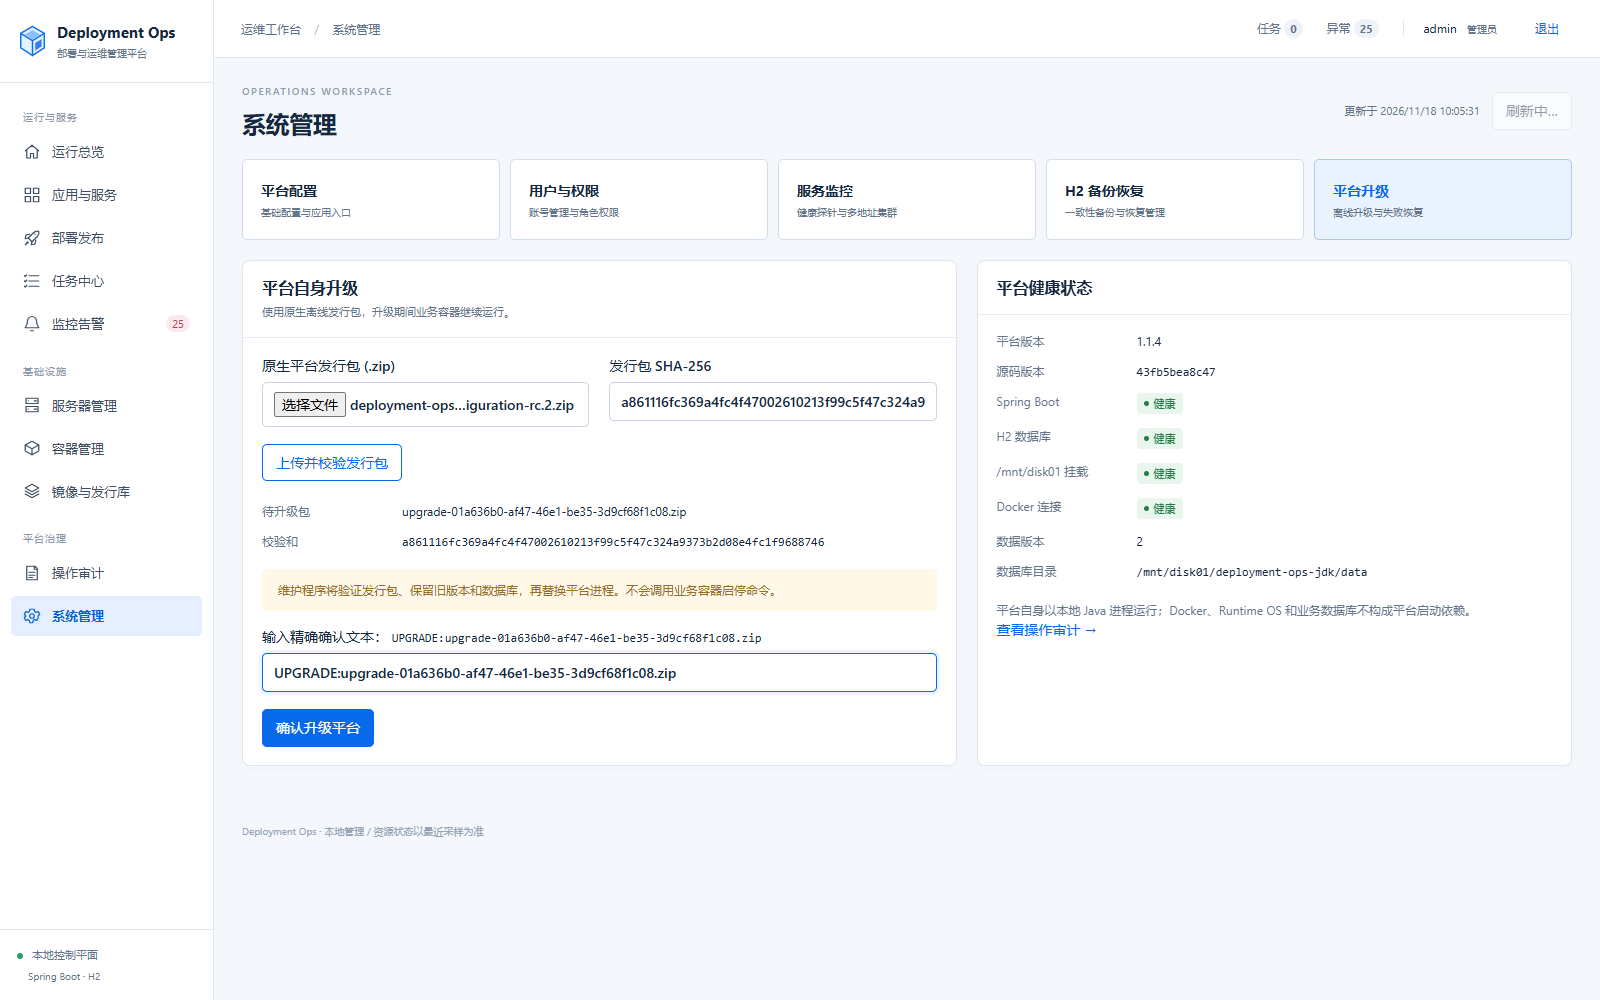 Deployment Ops
部署与运维管理平台
运行与服务
运行总览
应用与服务
部署发布
任务中心
监控告警 25
基础设施
服务器管理
容器管理
镜像与发行库
平台治理
操作审计
系统管理
本地控制平面
Spring Boot · H2
运维工作台 / 系统管理
任务 0 异常 25 admin 管理员 退出
OPERATIONS WORKSPACE
系统管理
更新于 2026/11/18 10:05:31 刷新中...
平台配置
基础配置与应用入口
用户与权限
账号管理与角色权限
服务监控
健康探针与多地址集群
H2 备份恢复
一致性备份与恢复管理
平台升级
离线升级与失败恢复
平台自身升级
使用原生离线发行包，升级期间业务容器继续运行。
原生平台发行包 (.zip)
选择文件 deployment-ops...iguration-rc.2.zip
发行包 SHA-256
a861116fc369a4fc4f47002610213f99c5f47c324a9
上传并校验发行包
待升级包 upgrade-01a636b0-af47-46e1-be35-3d9cf68f1c08.zip
校验和 a861116fc369a4fc4f47002610213f99c5f47c324a9373b2d08e4fc1f9688746
维护程序将验证发行包、保留旧版本和数据库，再替换平台进程。不会调用业务容器启停命令。
输入精确确认文本： UPGRADE:upgrade-01a636b0-af47-46e1-be35-3d9cf68f1c08.zip
UPGRADE:upgrade-01a636b0-af47-46e1-be35-3d9cf68f1c08.zip
确认升级平台
平台健康状态
平台版本 1.1.4
源码版本 43fb5bea8c47
Spring Boot 健康
H2 数据库 健康
/mnt/disk01 挂载 健康
Docker 连接 健康
数据版本 2
数据库目录 /mnt/disk01/deployment-ops-jdk/data
平台自身以本地 Java 进程运行；Docker、Runtime OS 和业务数据库不构成平台启动依赖。
查看操作审计 →
Deployment Ops · 本地管理 / 资源状态以最近采样为准